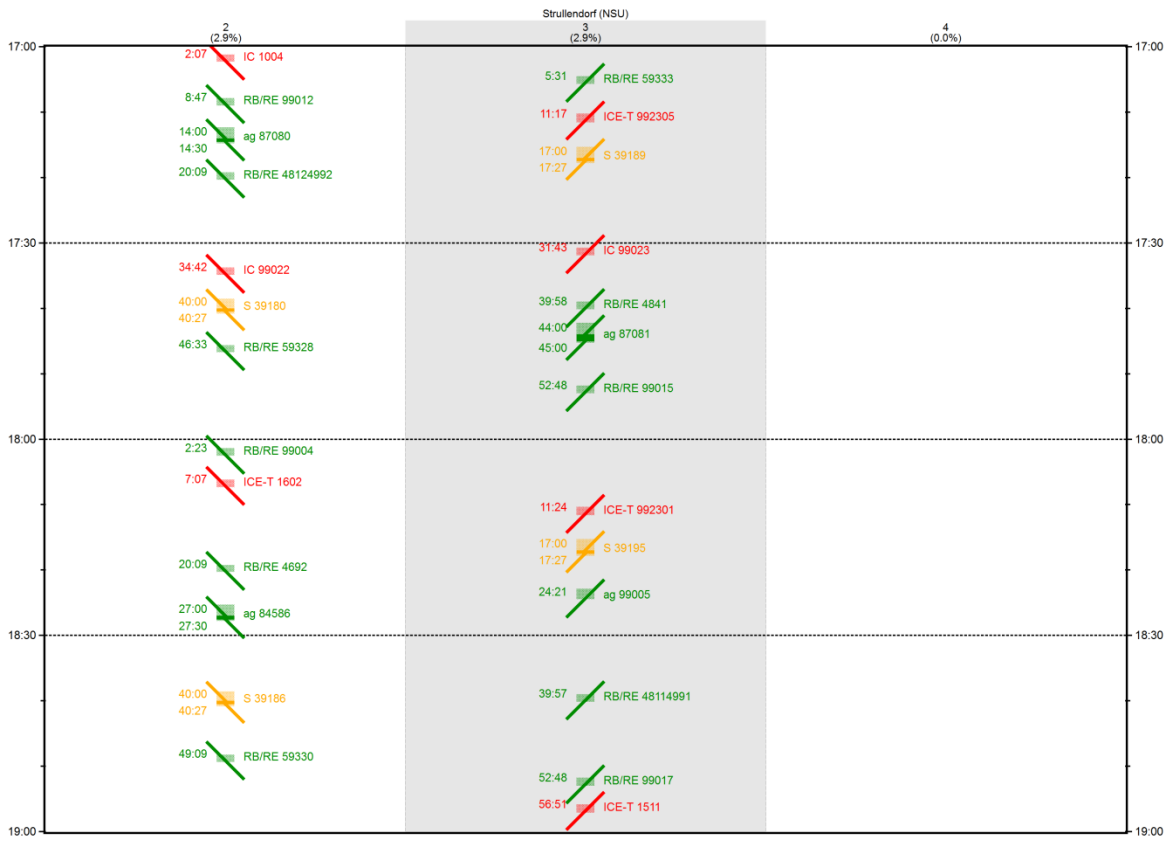 Strullendorf (NSU)
2 3 4
(2.9%) (2.9%) (0.0%)
17:00 17:00
2:07 IC 1004
5:31 RB/RE 59333
8:47 RB/RE 99012
11:17 ICE-T 992305
14:00 ag 87080
14:30
17:00 S 39189
17:27
20:09 RB/RE 48124992
17:30 17:30
31:43 IC 99023
34:42 IC 99022
40:00 S 39180
40:27
39:58 RB/RE 4841
44:00 ag 87081
45:00
46:33 RB/RE 59328
52:48 RB/RE 99015
18:00 18:00
2:23 RB/RE 99004
7:07 ICE-T 1602
11:24 ICE-T 992301
17:00 S 39195
17:27
20:09 RB/RE 4692
24:21 ag 99005
27:00 ag 84586
27:30
18:30 18:30
40:00 S 39186
40:27
39:57 RB/RE 48114991
49:09 RB/RE 59330
52:48 RB/RE 99017
56:51 ICE-T 1511
19:00 19:00